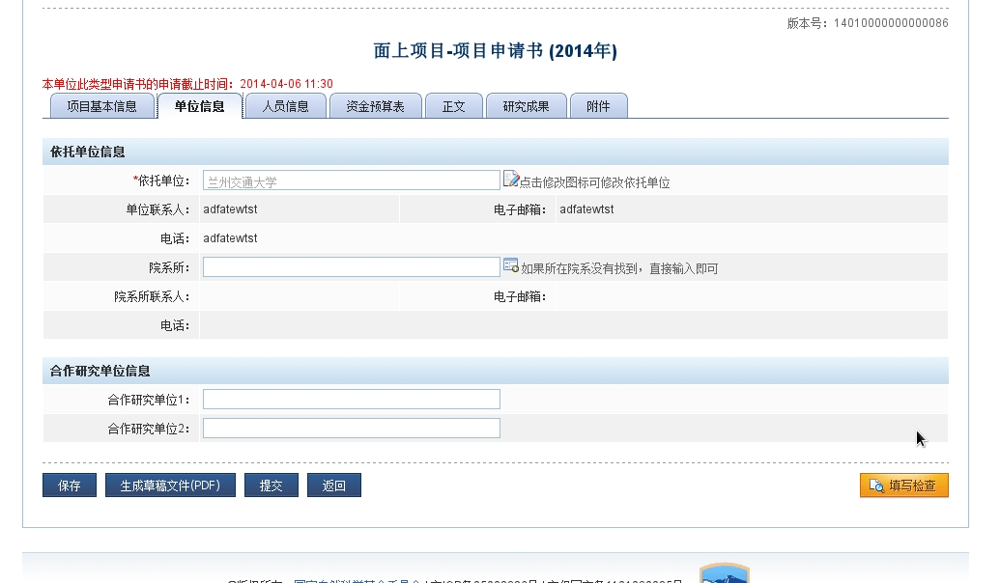 版本号：14010000000000086
面上项目-项目申请书 (2014年)
本单位此类型申请书的申请截止时间：2014-04-06 11:30
项目基本信息 单位信息 人员信息 资金预算表 正文 研究成果 附件
依托单位信息
*依托单位： 兰州交通大学 点击修改图标可修改依托单位
单位联系人： adfatewtst 电子邮箱： adfatewtst
电话： adfatewtst
院系所： 如果所在院系没有找到，直接输入即可
院系所联系人： 电子邮箱：
电话：
合作研究单位信息
合作研究单位1：
合作研究单位2：
保存 生成草稿文件(PDF) 提交 返回 填写检查